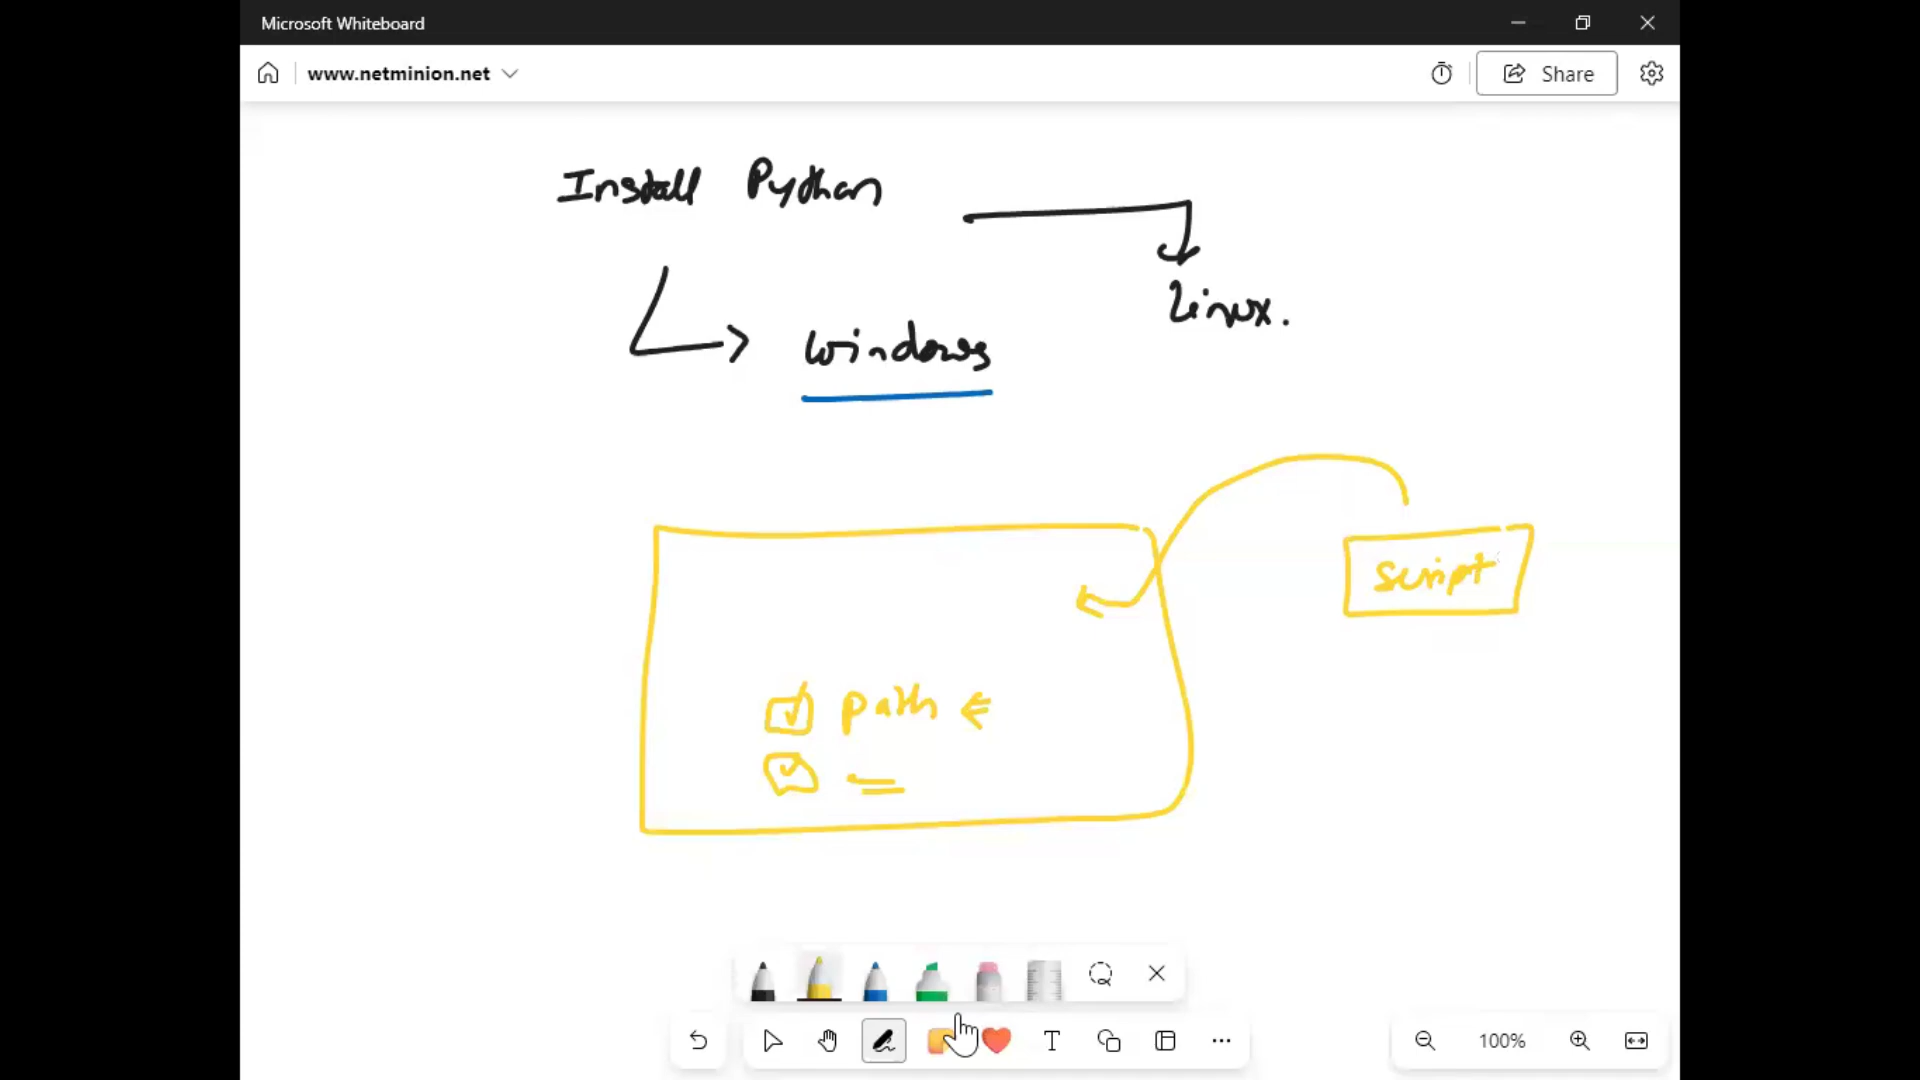 Microsoft Whiteboard
www.netminion.net
Share
Install Python
Linux.
windows
script
path
100%